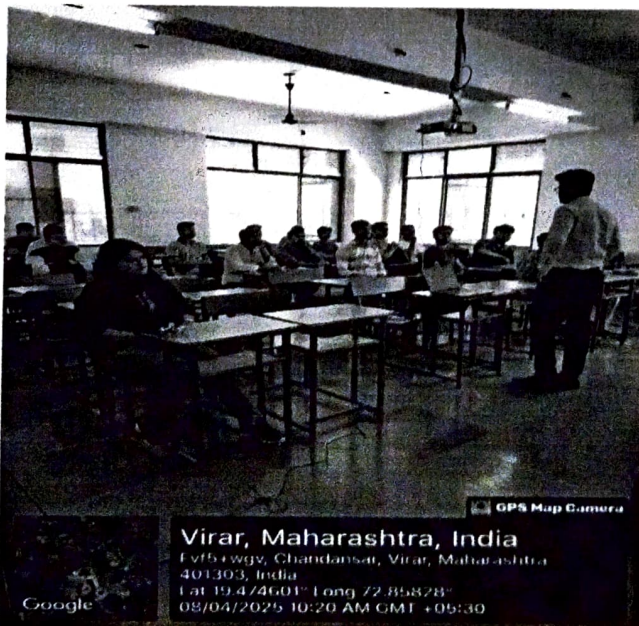 GPS Map Camera
Virar, Maharashtra, India
Fvf5+wgv, Chandansar, Virar, Maharashtra
401303, India
Lat 19.474601° Long 72.85828°
08/04/2025 10:20 AM GMT +05:30
Google